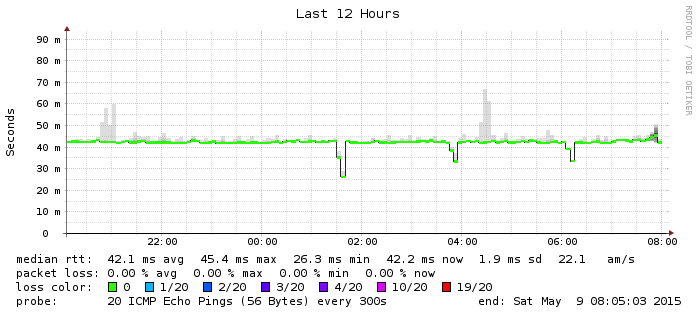 Last 12 Hours
RRDTOOL / TOBI OETIKER
Seconds
90 m
80 m
70 m
60 m
50 m
40 m
30 m
20 m
10 m
0
22:00 00:00 02:00 04:00 06:00 08:00
median rtt: 42.1 ms avg 45.4 ms max 26.3 ms min 42.2 ms now 1.9 ms sd 22.1 am/s
packet loss: 0.00 % avg 0.00 % max 0.00 % min 0.00 % now
loss color: 0 1/20 2/20 3/20 4/20 10/20 19/20
probe: 20 ICMP Echo Pings (56 Bytes) every 300s end: Sat May 9 08:05:03 2015